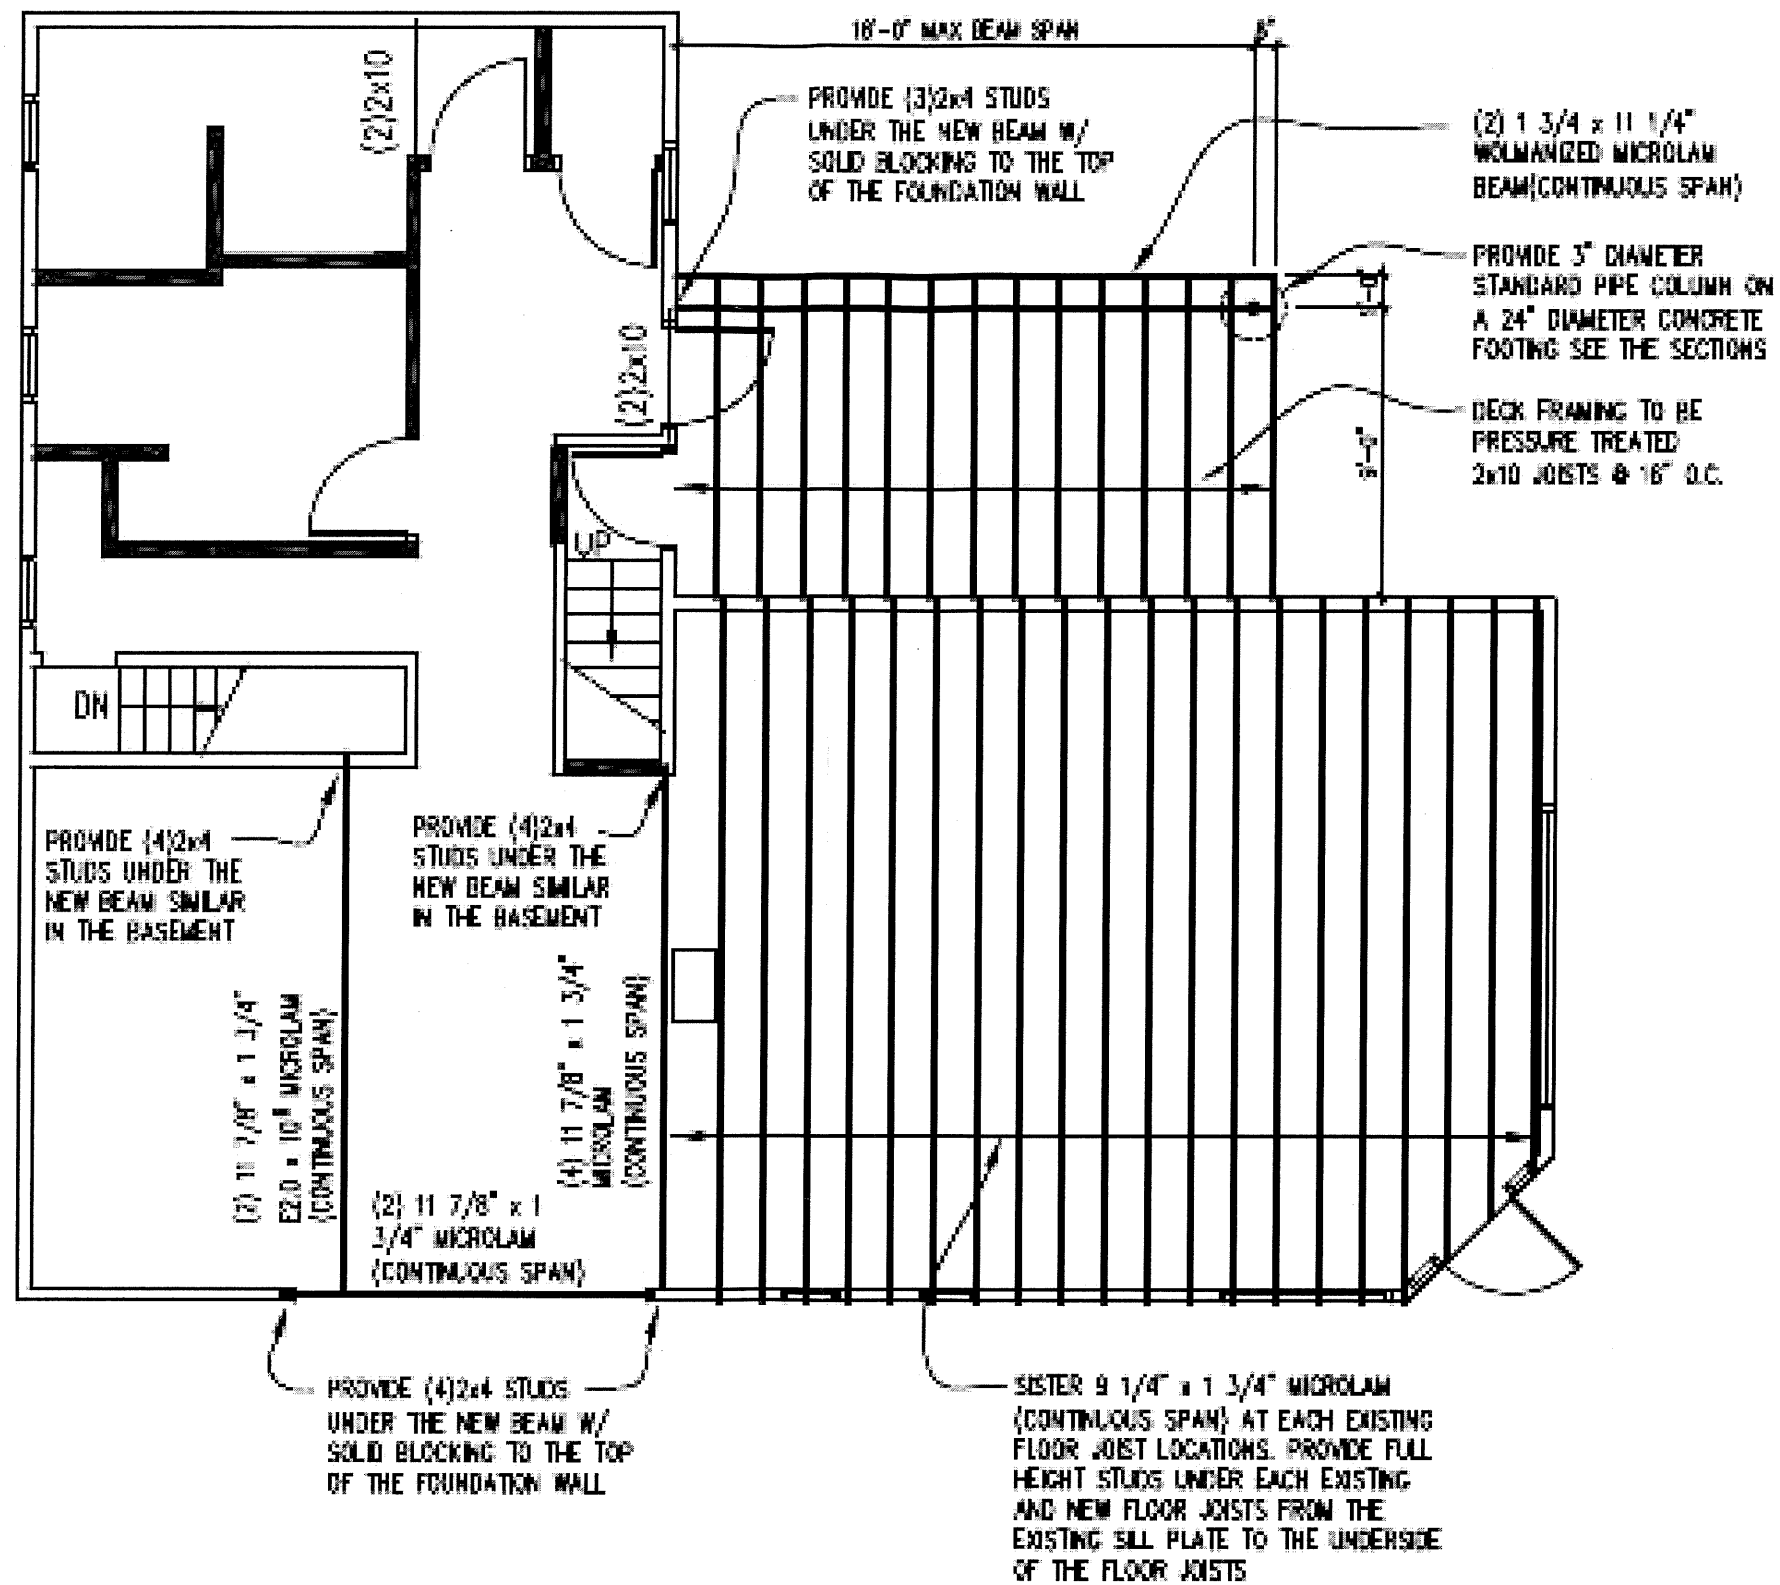 16'-0" MAX BEAM SPAN
6"
(2)2x10
PROVIDE (3)2x4 STUDS
UNDER THE NEW BEAM W/
SOLID BLOCKING TO THE TOP
OF THE FOUNDATION WALL
(2) 1 3/4 x 11 1/4"
WOLMANIZED MICROLAM
BEAM(CONTINUOUS SPAN)
PROVIDE 3" DIAMETER
STANDARD PIPE COLUMN ON
A 24" DIAMETER CONCRETE
FOOTING SEE THE SECTIONS
(2)2x10
DECK FRAMING TO BE
PRESSURE TREATED
2x10 JOISTS @ 16" O.C.
UP
DN
PROVIDE (4)2x4
STUDS UNDER THE
NEW BEAM SIMILAR
IN THE BASEMENT
PROVIDE (4)2x4
STUDS UNDER THE
NEW BEAM SIMILAR
IN THE BASEMENT
11 7/8" x 1 3/4"
E2.0 x 10⁶ MICROLAM
(CONTINUOUS SPAN)
(4) 11 7/8" x 1 3/4"
MICROLAM
(CONTINUOUS SPAN)
(2) 11 7/8" x 1
3/4" MICROLAM
(CONTINUOUS SPAN)
PROVIDE (4)2x4 STUDS
UNDER THE NEW BEAM W/
SOLID BLOCKING TO THE TOP
OF THE FOUNDATION WALL
SISTER 9 1/4" x 1 3/4" MICROLAM
(CONTINUOUS SPAN) AT EACH EXISTING
FLOOR JOIST LOCATIONS. PROVIDE FULL
HEIGHT STUDS UNDER EACH EXISTING
AND NEW FLOOR JOISTS FROM THE
EXISTING SILL PLATE TO THE UNDERSIDE
OF THE FLOOR JOISTS